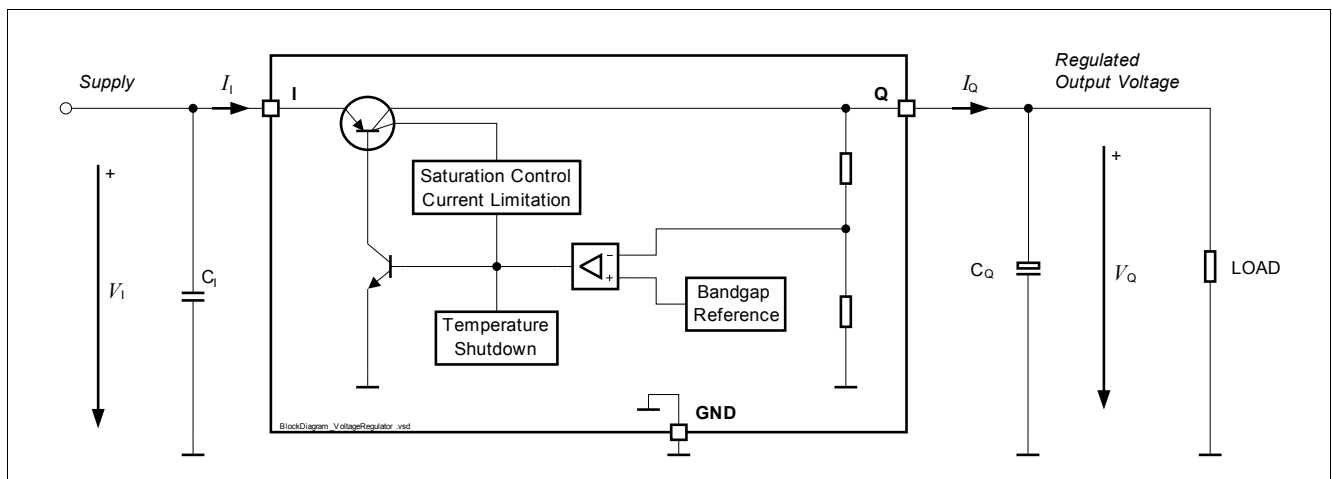 Supply
I_I
I
Q
I_Q
Regulated
Output Voltage
+
Saturation Control
Current Limitation
+
C_I
V_I
−
+
Bandgap
Reference
Temperature
Shutdown
C_Q
V_Q
LOAD
GND
BlockDiagram_VoltageRegulator .vsd